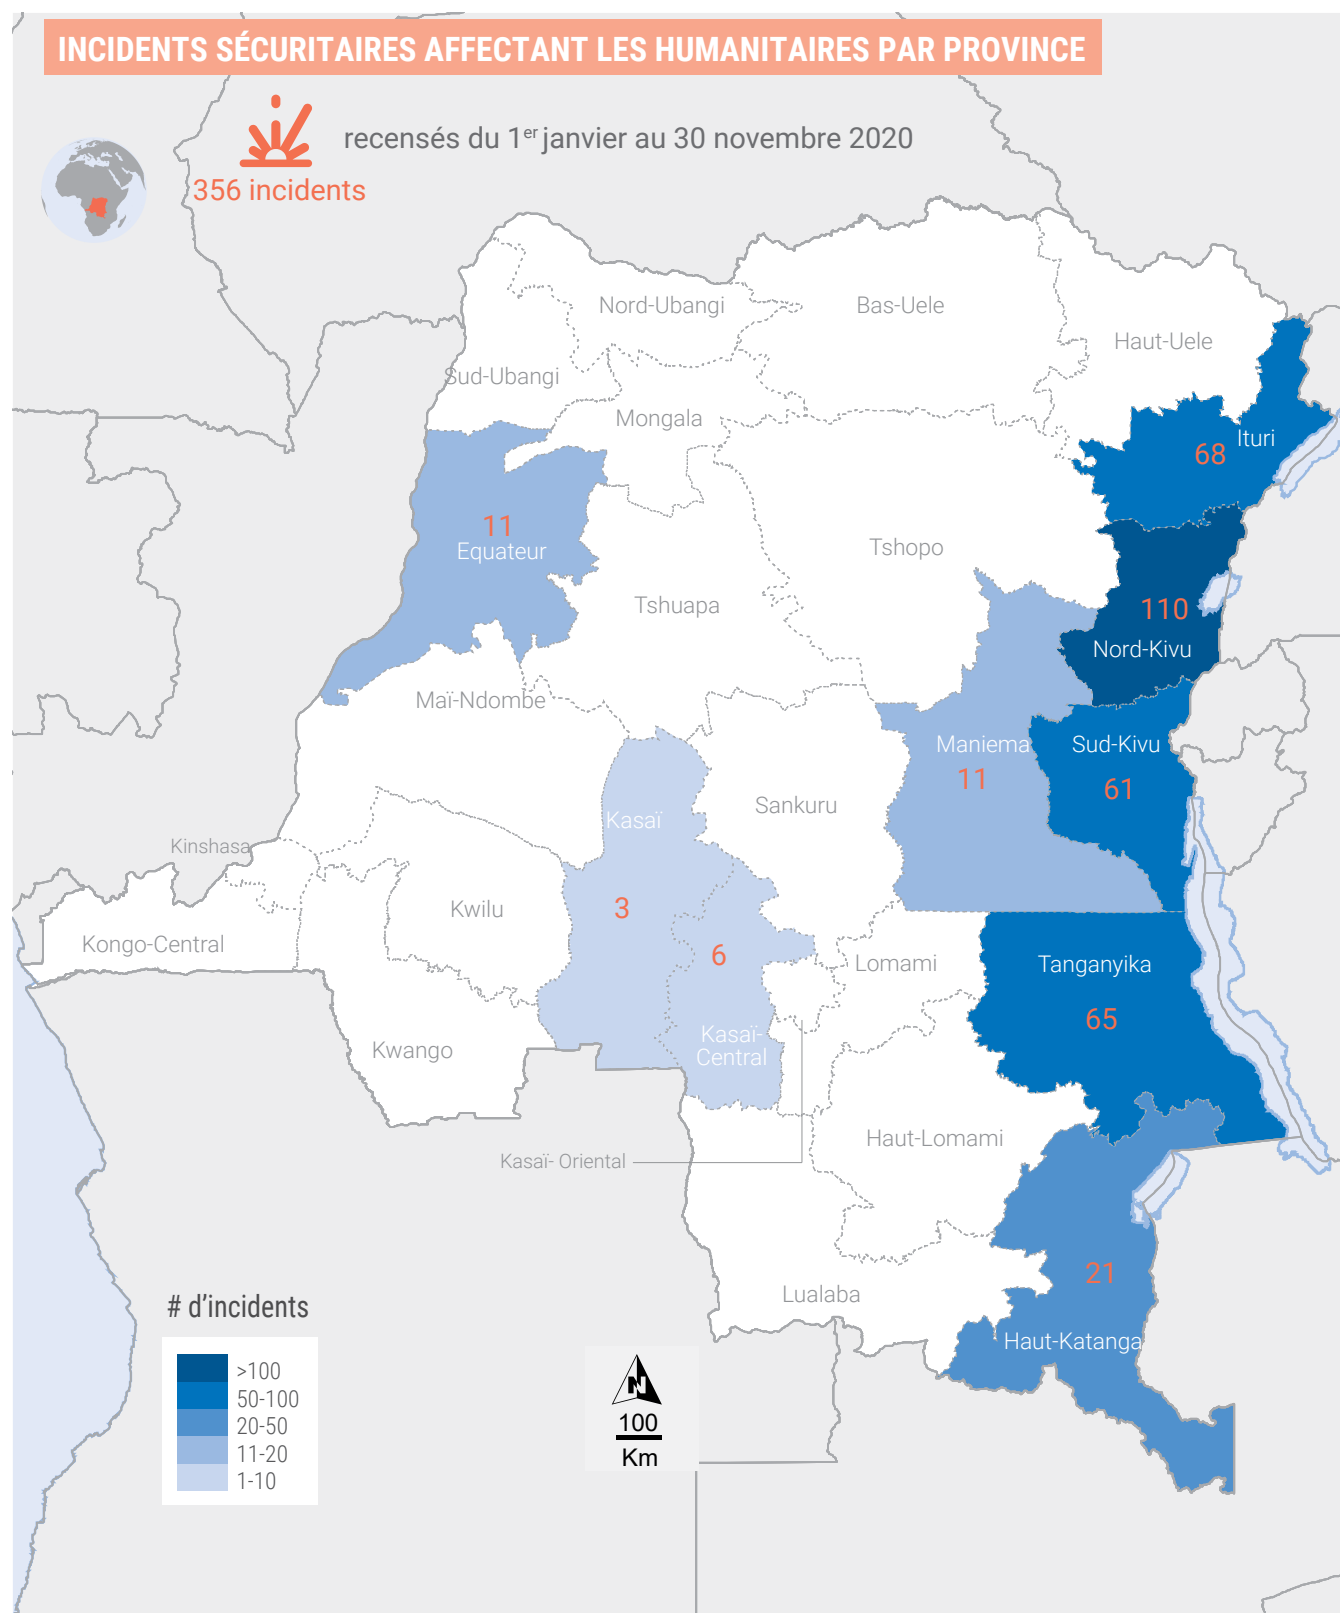 INCIDENTS SÉCURITAIRES AFFECTANT LES HUMANITAIRES PAR PROVINCE
recensés du 1er janvier au 30 novembre 2020
356 incidents
Nord-Ubangi
Bas-Uele
Haut-Uele
Sud-Ubangi
Mongala
Ituri
68
11
Equateur
Tshopo
Tshuapa
110
Nord-Kivu
Maï-Ndombe
Maniema
11
Sud-Kivu
61
Sankuru
Kasaï
3
Kinshasa
Kwilu
Kongo-Central
6
Kasaï-
Central
Lomami
Tanganyika
65
Kwango
Haut-Lomami
Kasaï- Oriental
Lualaba
21
Haut-Katanga
# d'incidents
>100
50-100
20-50
11-20
1-10
N
100
Km